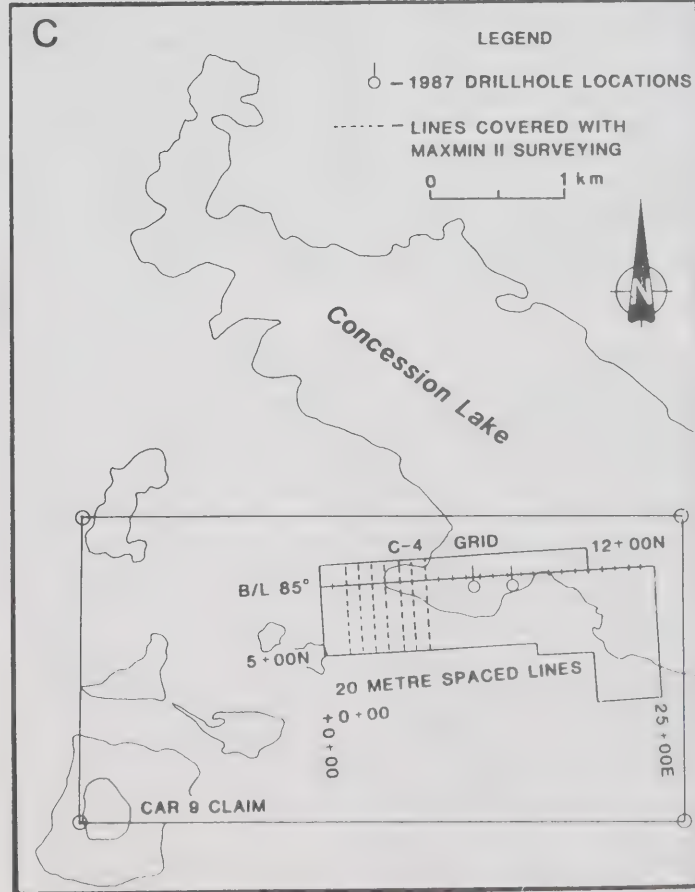 C
LEGEND
– 1987 DRILLHOLE LOCATIONS
– LINES COVERED WITH
MAXMIN II SURVEYING
0 1 km
N
Concession Lake
C-4 GRID
12+00N
B/L 85°
5+00N
20 METRE SPACED LINES
+0+00
0+00
25+00E
CAR 9 CLAIM